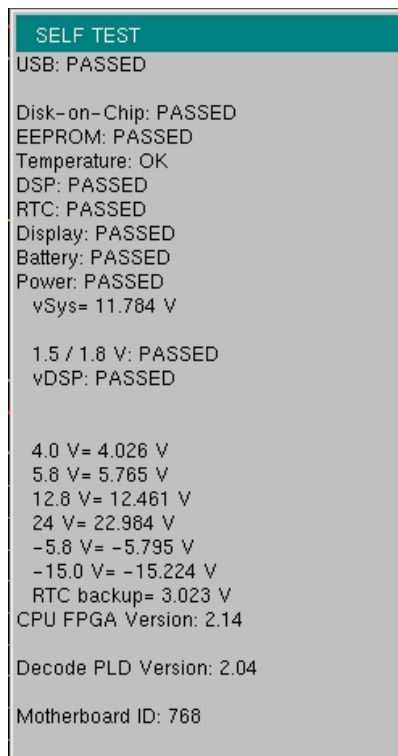 SELF TEST
USB: PASSED
Disk-on-Chip: PASSED
EEPROM: PASSED
Temperature: OK
DSP: PASSED
RTC: PASSED
Display: PASSED
Battery: PASSED
Power: PASSED
vSys= 11.784 V
1.5 / 1.8 V: PASSED
vDSP: PASSED
4.0 V= 4.026 V
5.8 V= 5.765 V
12.8 V= 12.461 V
24 V= 22.984 V
-5.8 V= -5.795 V
-15.0 V= -15.224 V
RTC backup= 3.023 V
CPU FPGA Version: 2.14
Decode PLD Version: 2.04
Motherboard ID: 768